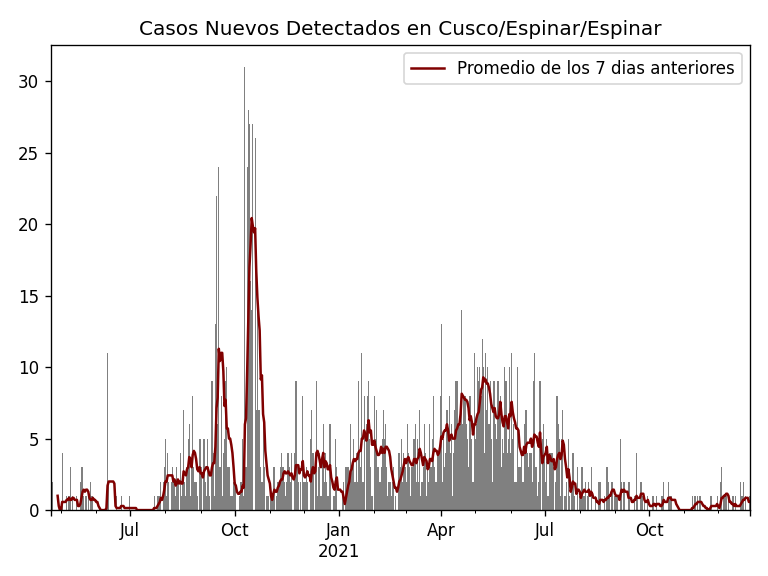 Casos Nuevos Detectados en Cusco/Espinar/Espinar
Promedio de los 7 dias anteriores
30
25
20
15
10
5
0
Jul
Oct
Jan
2021
Apr
Jul
Oct